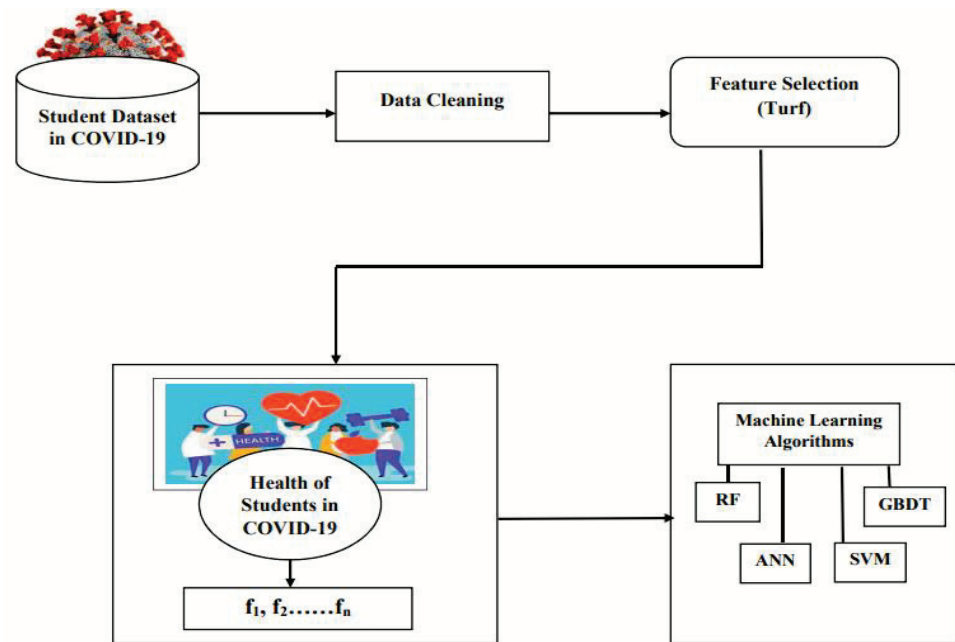 Student Dataset
in COVID-19
Data Cleaning
Feature Selection
(Turf)
HEALTH
Health of
Students in
COVID-19
f₁, f₂......fₙ
Machine Learning
Algorithms
RF
GBDT
ANN
SVM